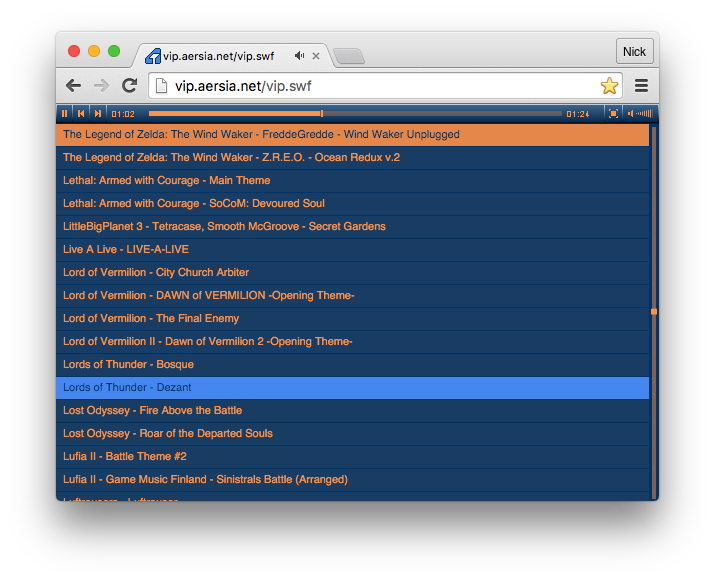 vip.aersia.net/vip.swf
Nick
vip.aersia.net/vip.swf
01:02
01:24
The Legend of Zelda: The Wind Waker - FreddeGredde - Wind Waker Unplugged
The Legend of Zelda: The Wind Waker - Z.R.E.O. - Ocean Redux v.2
Lethal: Armed with Courage - Main Theme
Lethal: Armed with Courage - SoCoM: Devoured Soul
LittleBigPlanet 3 - Tetracase, Smooth McGroove - Secret Gardens
Live A Live - LIVE-A-LIVE
Lord of Vermilion - City Church Arbiter
Lord of Vermilion - DAWN of VERMILION -Opening Theme-
Lord of Vermilion - The Final Enemy
Lord of Vermilion II - Dawn of Vermilion 2 -Opening Theme-
Lords of Thunder - Bosque
Lords of Thunder - Dezant
Lost Odyssey - Fire Above the Battle
Lost Odyssey - Roar of the Departed Souls
Lufia II - Battle Theme #2
Lufia II - Game Music Finland - Sinistrals Battle (Arranged)